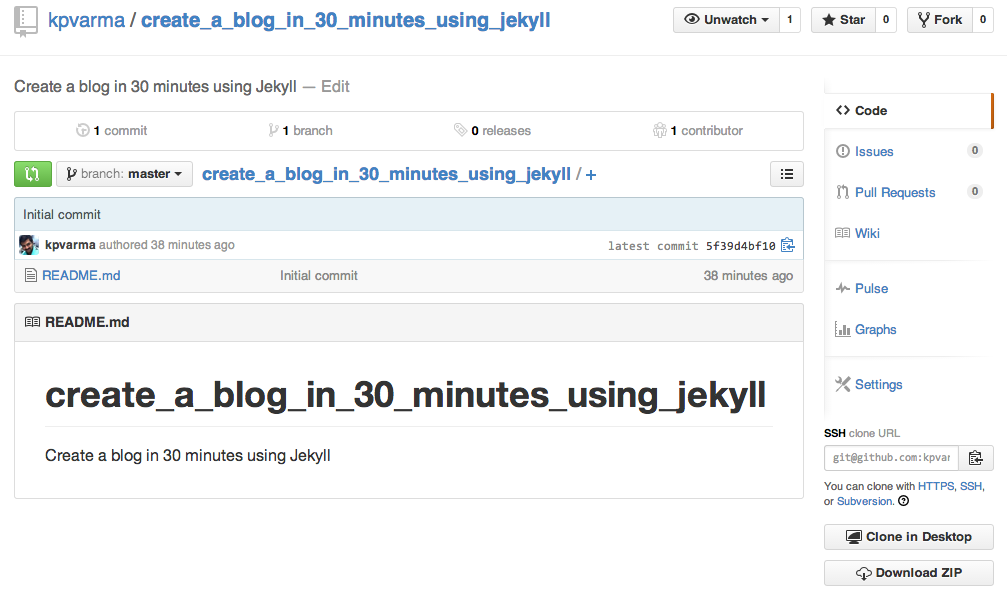 kpvarma / create_a_blog_in_30_minutes_using_jekyll
Unwatch 1 Star 0 Fork 0
Create a blog in 30 minutes using Jekyll — Edit
1 commit 1 branch 0 releases 1 contributor
branch: master create_a_blog_in_30_minutes_using_jekyll / +
Initial commit
kpvarma authored 38 minutes ago latest commit 5f39d4bf10
README.md Initial commit 38 minutes ago
README.md
create_a_blog_in_30_minutes_using_jekyll
Create a blog in 30 minutes using Jekyll
Code
Issues 0
Pull Requests 0
Wiki
Pulse
Graphs
Settings
SSH clone URL
git@github.com:kpvar
You can clone with HTTPS, SSH,
or Subversion.
Clone in Desktop
Download ZIP